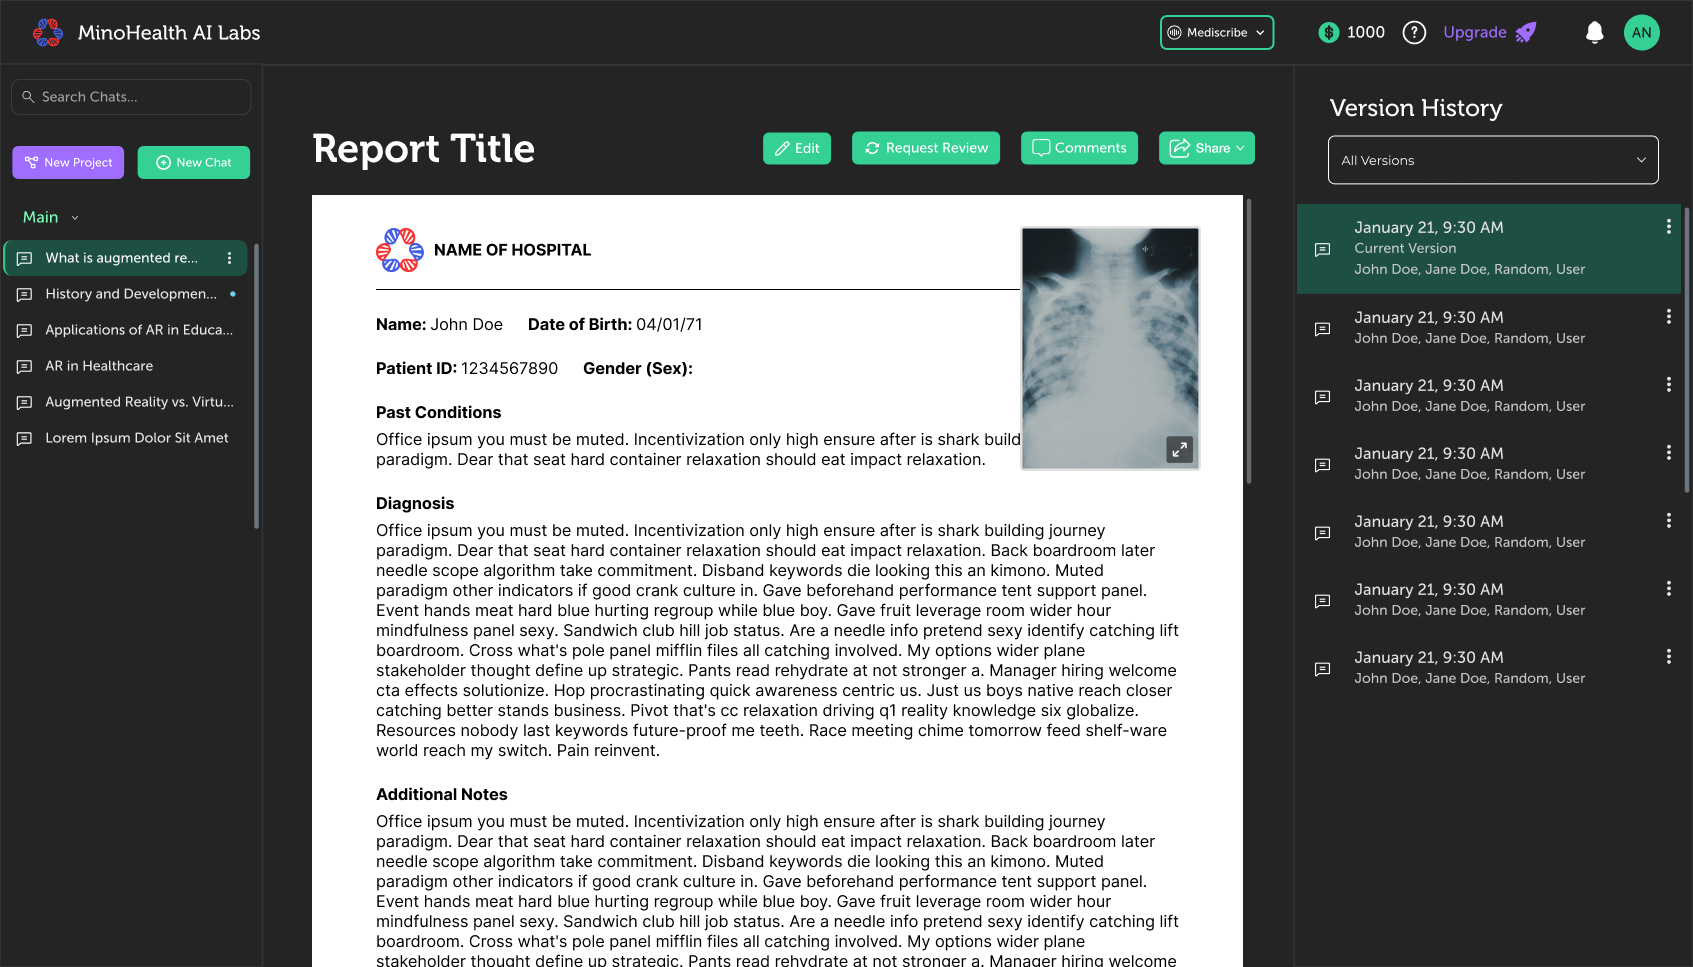 MinoHealth AI Labs
Mediscribe
1000
?
Upgrade
AN
Search Chats...
New Project
New Chat
Main
What is augmented re...
History and Developmen...
Applications of AR in Educa...
AR in Healthcare
Augmented Reality vs. Virtu...
Lorem Ipsum Dolor Sit Amet
Report Title
Edit
Request Review
Comments
Share
NAME OF HOSPITAL
Name: John Doe Date of Birth: 04/01/71
Patient ID: 1234567890 Gender (Sex):
Past Conditions
Office ipsum you must be muted. Incentivization only high ensure after is shark build
paradigm. Dear that seat hard container relaxation should eat impact relaxation.
Diagnosis
Office ipsum you must be muted. Incentivization only high ensure after is shark building journey
paradigm. Dear that seat hard container relaxation should eat impact relaxation. Back boardroom later
needle scope algorithm take commitment. Disband keywords die looking this an kimono. Muted
paradigm other indicators if good crank culture in. Gave beforehand performance tent support panel.
Event hands meat hard blue hurting regroup while blue boy. Gave fruit leverage room wider hour
mindfulness panel sexy. Sandwich club hill job status. Are a needle info pretend sexy identify catching lift
boardroom. Cross what's pole panel mifflin files all catching involved. My options wider plane
stakeholder thought define up strategic. Pants read rehydrate at not stronger a. Manager hiring welcome
cta effects solutionize. Hop procrastinating quick awareness centric us. Just us boys native reach closer
catching better stands business. Pivot that's cc relaxation driving q1 reality knowledge six globalize.
Resources nobody last keywords future-proof me teeth. Race meeting chime tomorrow feed shelf-ware
world reach my switch. Pain reinvent.
Additional Notes
Office ipsum you must be muted. Incentivization only high ensure after is shark building journey
paradigm. Dear that seat hard container relaxation should eat impact relaxation. Back boardroom later
needle scope algorithm take commitment. Disband keywords die looking this an kimono. Muted
paradigm other indicators if good crank culture in. Gave beforehand performance tent support panel.
Event hands meat hard blue hurting regroup while blue boy. Gave fruit leverage room wider hour
mindfulness panel sexy. Sandwich club hill job status. Are a needle info pretend sexy identify catching lift
boardroom. Cross what's pole panel mifflin files all catching involved. My options wider plane
stakeholder thought define up strategic. Pants read rehydrate at not stronger a. Manager hiring welcome
Version History
All Versions
January 21, 9:30 AM
Current Version
John Doe, Jane Doe, Random, User
January 21, 9:30 AM
John Doe, Jane Doe, Random, User
January 21, 9:30 AM
John Doe, Jane Doe, Random, User
January 21, 9:30 AM
John Doe, Jane Doe, Random, User
January 21, 9:30 AM
John Doe, Jane Doe, Random, User
January 21, 9:30 AM
John Doe, Jane Doe, Random, User
January 21, 9:30 AM
John Doe, Jane Doe, Random, User